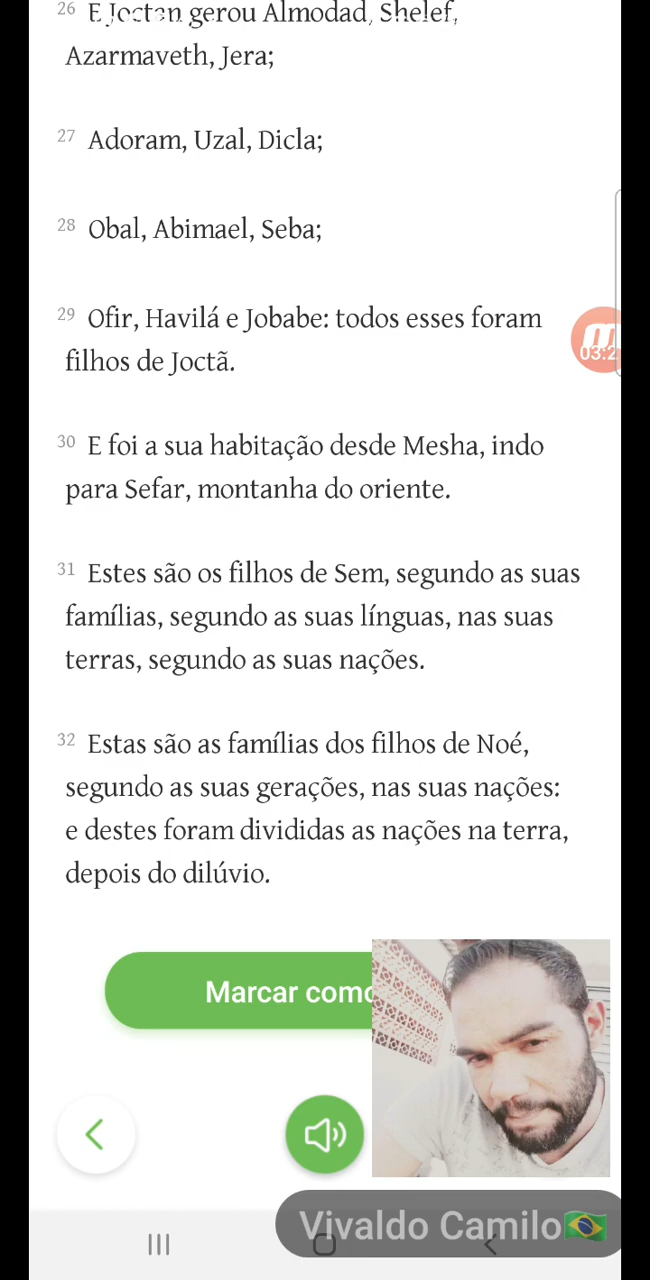 26 E Joctan gerou Almodad, Shelef,
Azarmaveth, Jera;
27 Adoram, Uzal, Dicla;
28 Obal, Abimael, Seba;
29 Ofir, Havilá e Jobabe: todos esses foram
filhos de Joctã.
03:2
30 E foi a sua habitação desde Mesha, indo
para Sefar, montanha do oriente.
31 Estes são os filhos de Sem, segundo as suas
famílias, segundo as suas línguas, nas suas
terras, segundo as suas nações.
32 Estas são as famílias dos filhos de Noé,
segundo as suas gerações, nas suas nações:
e destes foram divididas as nações na terra,
depois do dilúvio.
Marcar como
Vivaldo Camilo🇧🇷